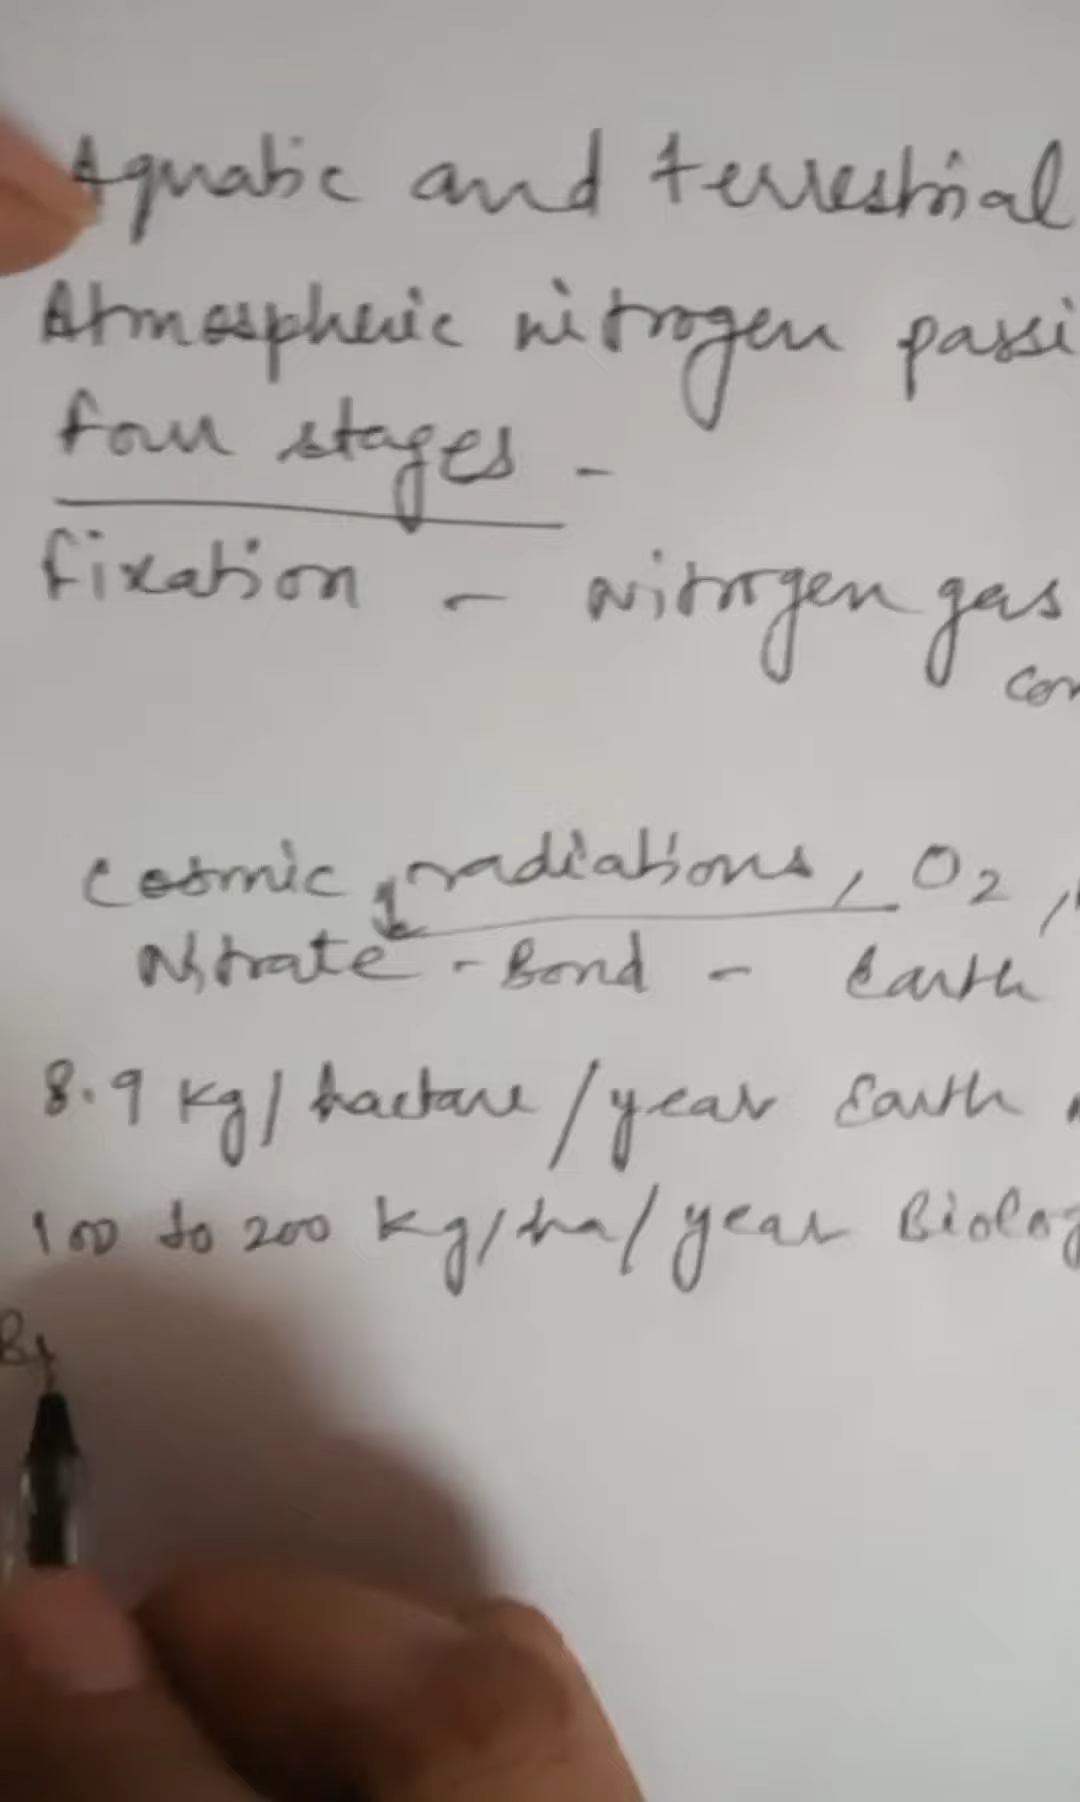 Aquatic and terrestrial
Atmospheric nitrogen passi
four stages -
fixation - Nitrogen gas
con
Cosmic radiations, O2,
Nitrate - Bond - Earth
8.9 kg/hactare/year Earth
100 to 200 kg/ha/year Biolog
By